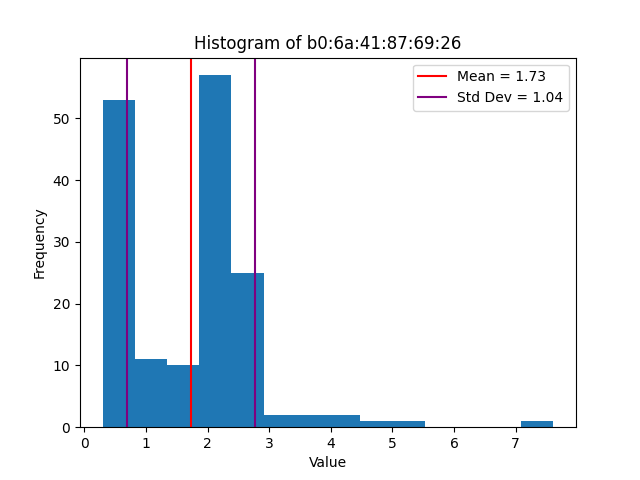 Histogram of b0:6a:41:87:69:26
Mean = 1.73
Std Dev = 1.04
Frequency
50
40
30
20
10
0
0 1 2 3 4 5 6 7
Value